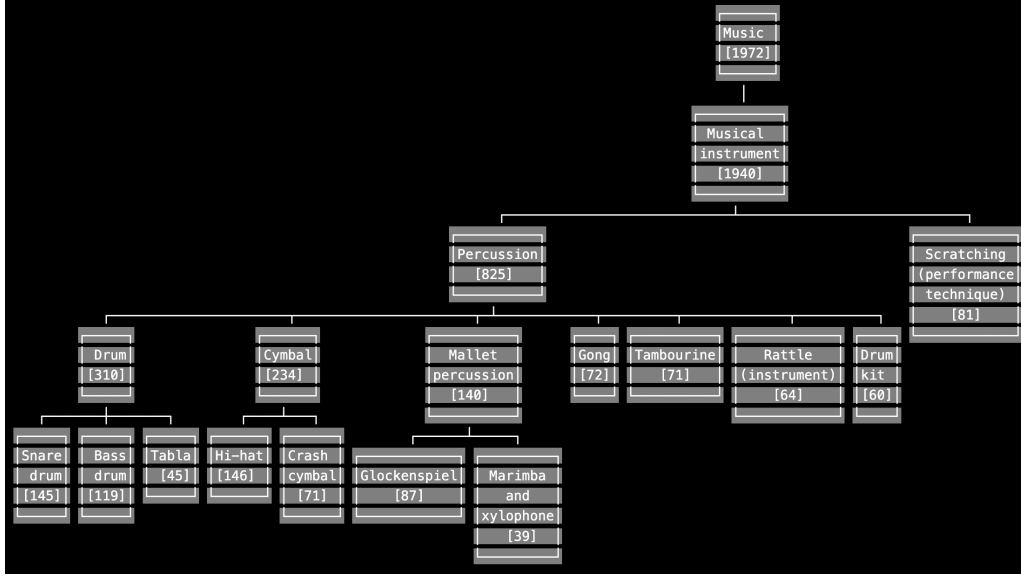 Music
[1972]
Musical
instrument
[1940]
Percussion
[825]
Scratching
(performance
technique)
[81]
Drum
[310]
Cymbal
[234]
Mallet
percussion
[140]
Gong
[72]
Tambourine
[71]
Rattle
(instrument)
[64]
Drum
kit
[60]
Snare
drum
[145]
Bass
drum
[119]
Tabla
[45]
Hi-hat
[146]
Crash
cymbal
[71]
Glockenspiel
[87]
Marimba
and
xylophone
[39]